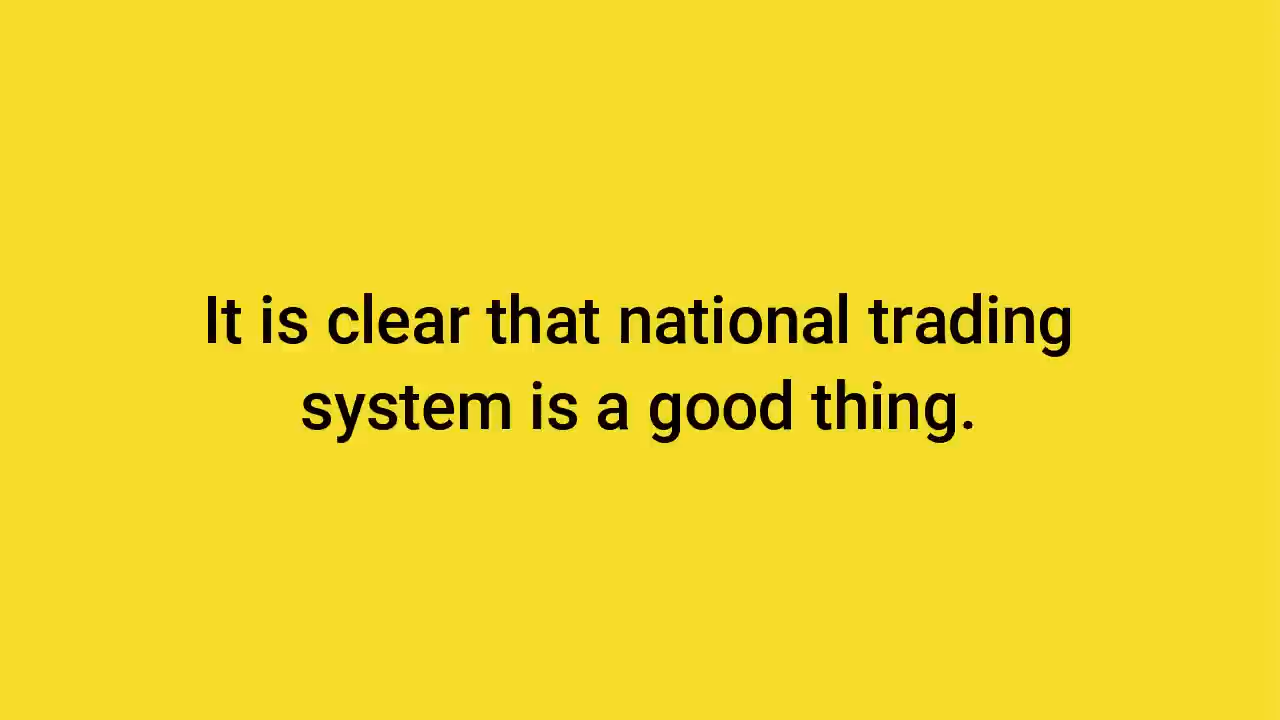 It is clear that national trading
system is a good thing.